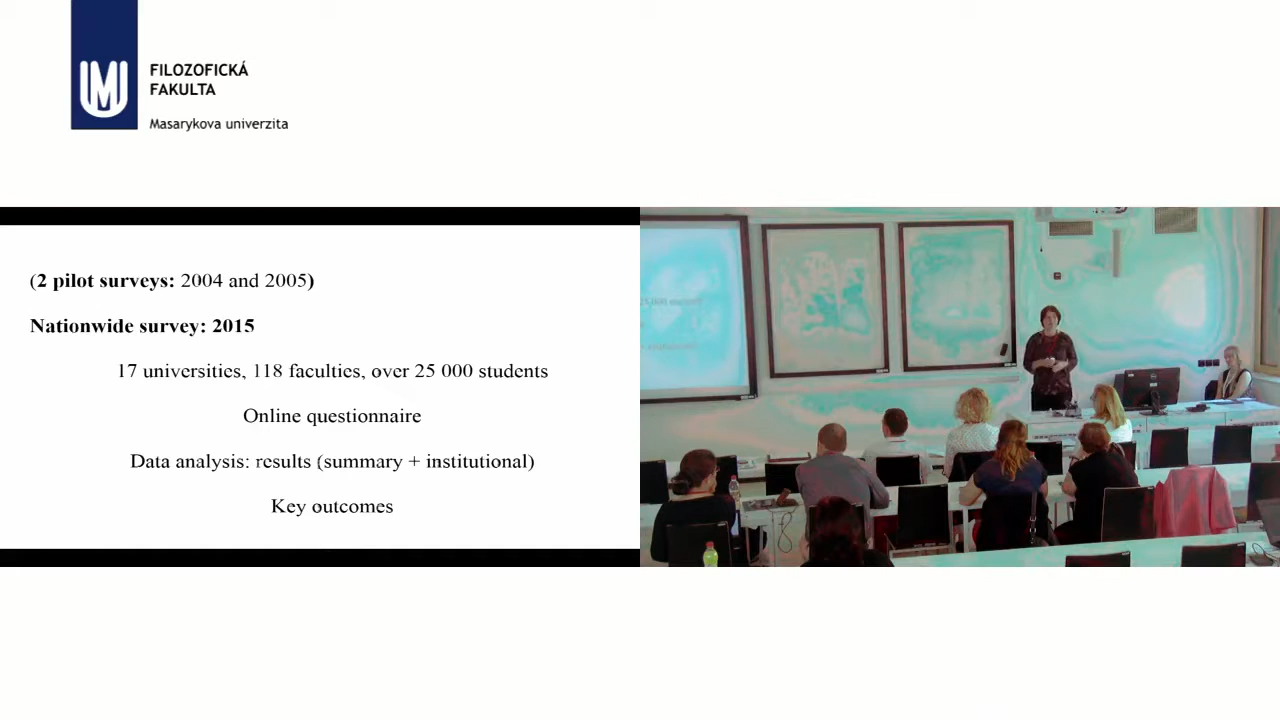 FILOZOFICKÁ
FAKULTA
Masarykova univerzita
(2 pilot surveys: 2004 and 2005)
Nationwide survey: 2015
17 universities, 118 faculties, over 25 000 students
Online questionnaire
Data analysis: results (summary + institutional)
Key outcomes